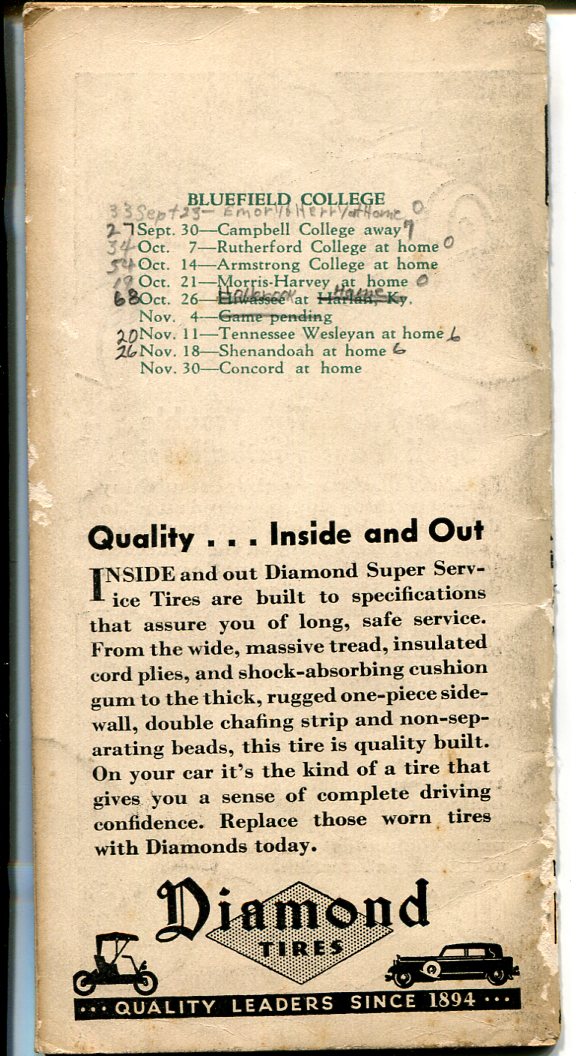 BLUEFIELD COLLEGE
33 Sept 23— Emory & Henry at Home 0
27 Sept. 30—Campbell College away 7
34 Oct. 7—Rutherford College at home 0
54 Oct. 14—Armstrong College at home
19 Oct. 21—Morris-Harvey at home 0
68 Oct. 26—Hiwassee at Harlan, Ky. Home
Nov. 4—Game pending
20 Nov. 11—Tennessee Wesleyan at home 6
26 Nov. 18—Shenandoah at home 6
Nov. 30—Concord at home
Quality . . . Inside and Out
INSIDE and out Diamond Super Serv-
ice Tires are built to specifications
that assure you of long, safe service.
From the wide, massive tread, insulated
cord plies, and shock-absorbing cushion
gum to the thick, rugged one-piece side-
wall, double chafing strip and non-sep-
arating beads, this tire is quality built.
On your car it's the kind of a tire that
gives you a sense of complete driving
confidence. Replace those worn tires
with Diamonds today.
Diamond
TIRES
••• QUALITY LEADERS SINCE 1894 •••